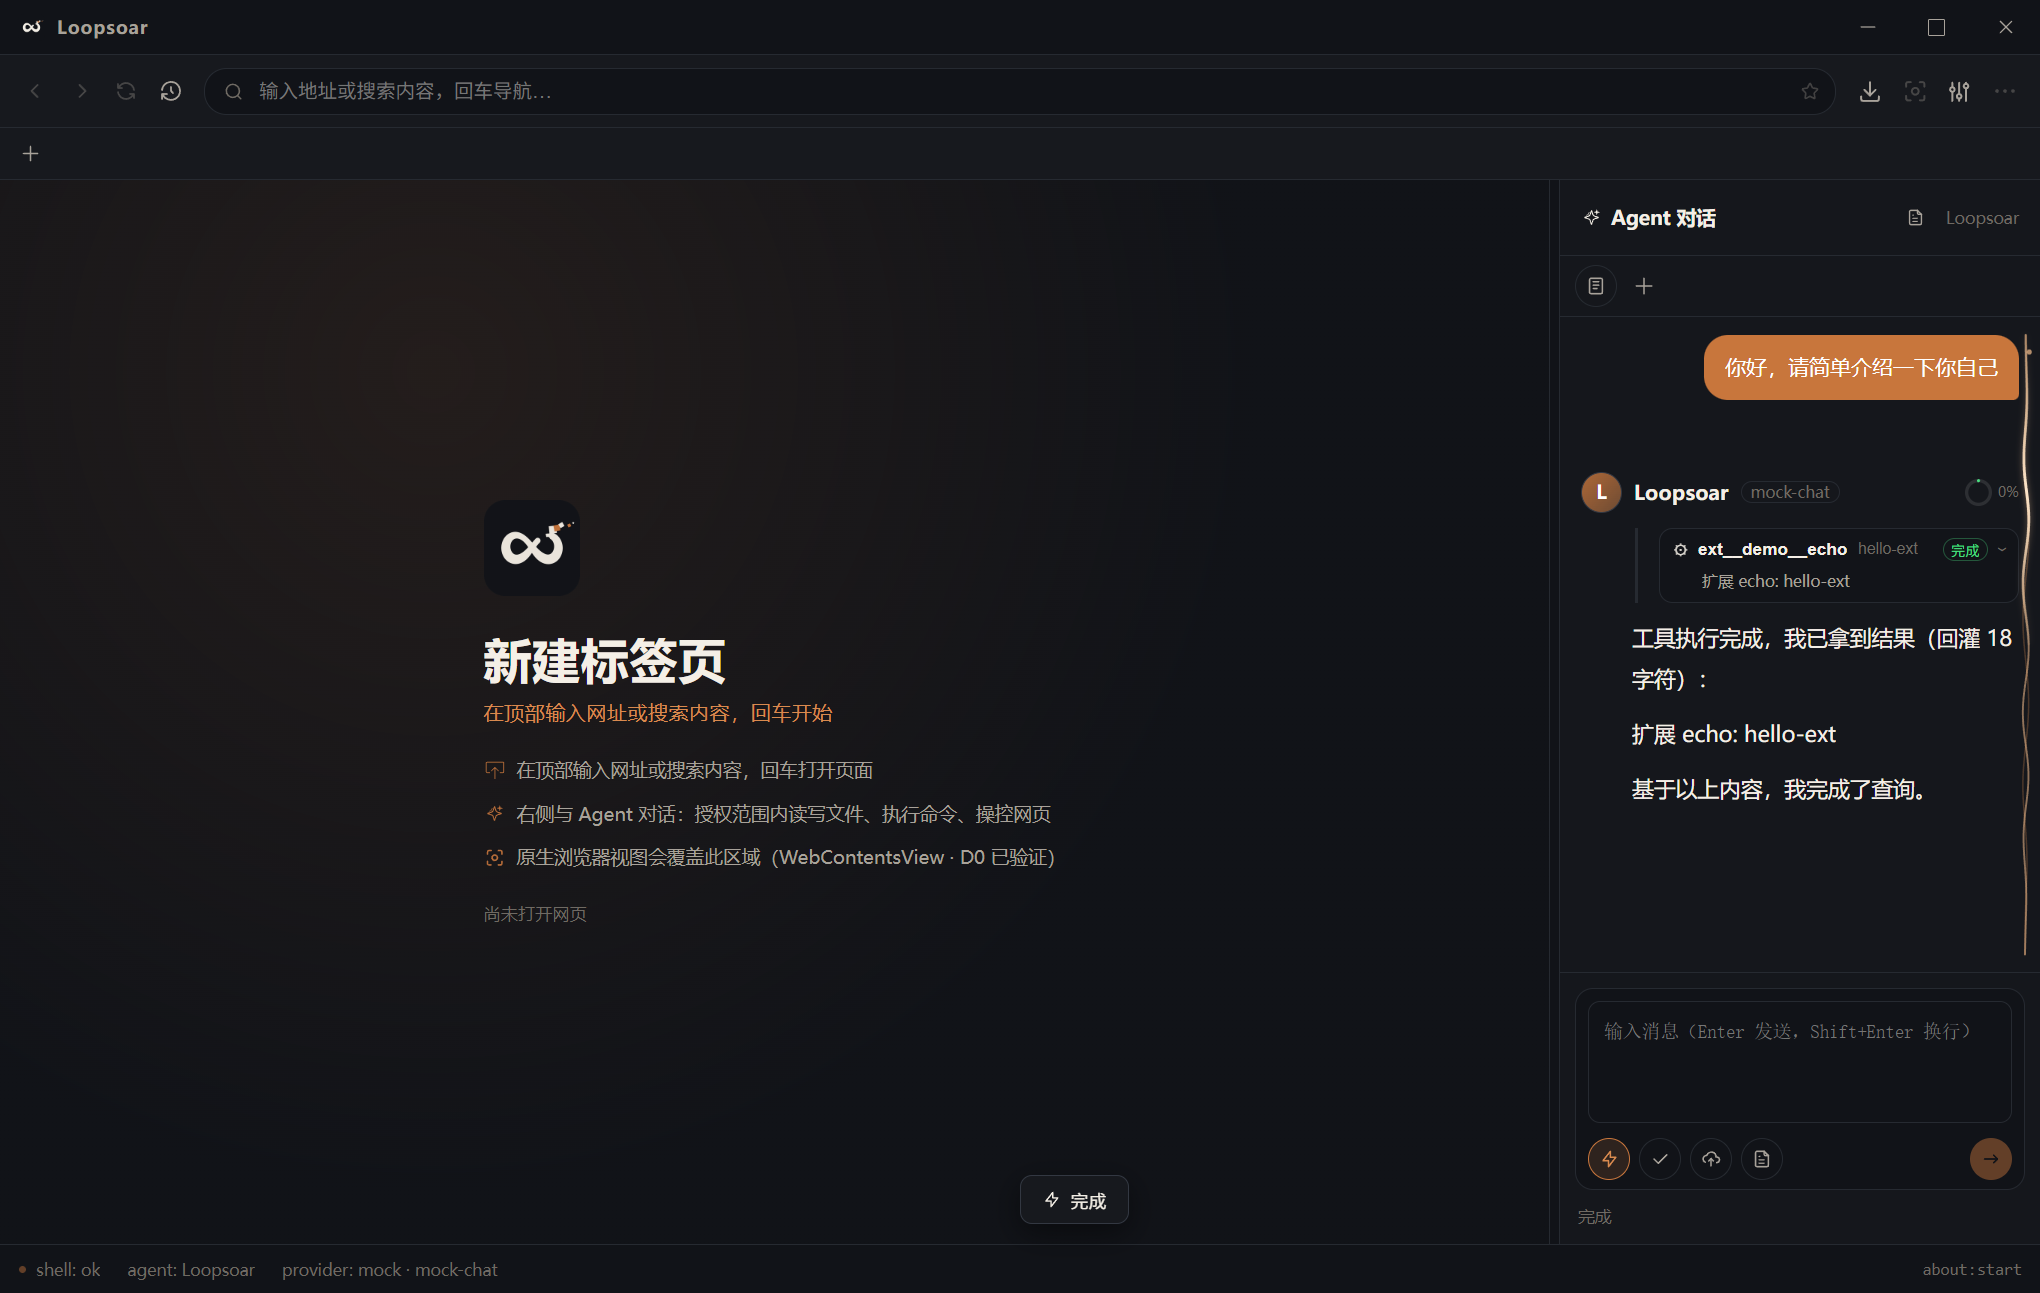 Loopsoar
输入地址或搜索内容，回车导航...
Agent 对话
Loopsoar
你好，请简单介绍一下你自己
L
Loopsoar
mock-chat
0%
ext__demo__echo
hello-ext
完成
扩展 echo: hello-ext
工具执行完成，我已拿到结果（回灌 18
字符）：
扩展 echo: hello-ext
基于以上内容，我完成了查询。
新建标签页
在顶部输入网址或搜索内容，回车开始
在顶部输入网址或搜索内容，回车打开页面
右侧与 Agent 对话：授权范围内读写文件、执行命令、操控网页
原生浏览器视图会覆盖此区域（WebContentsView · D0 已验证）
尚未打开网页
输入消息（Enter 发送，Shift+Enter 换行）
完成
完成
shell: ok
agent: Loopsoar
provider: mock · mock-chat
about:start